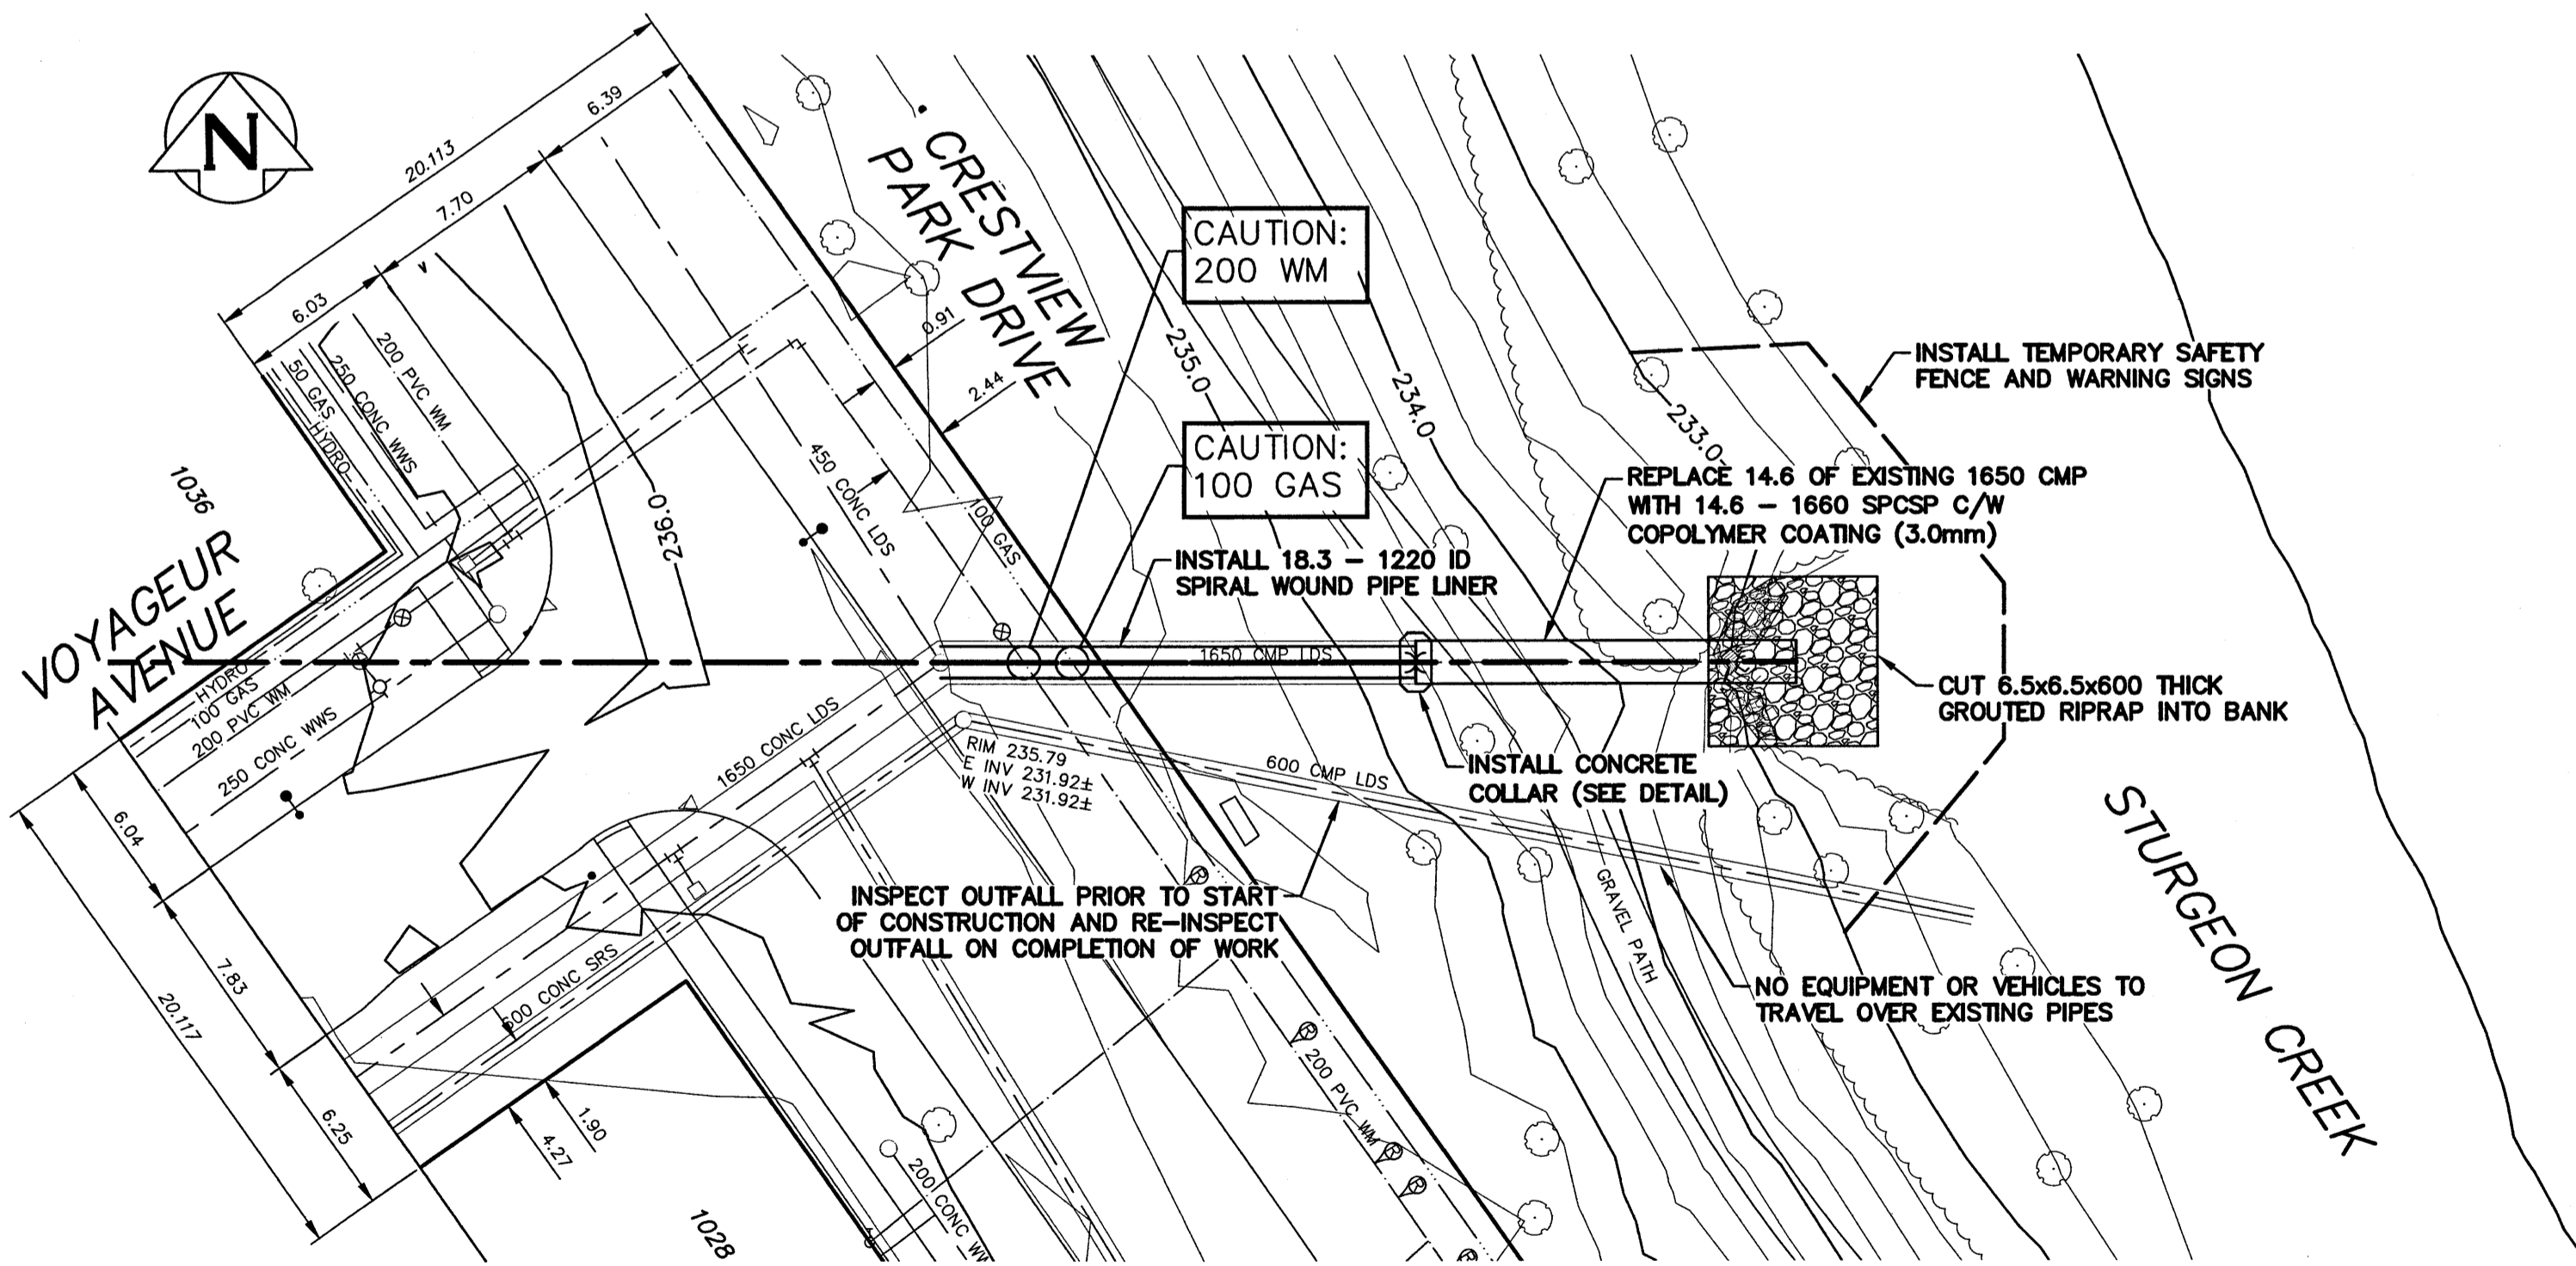 N
20.113
6.39
7.70
6.03
CRESTVIEW
PARK DRIVE
0.91
2.44
CAUTION:
200 WM
CAUTION:
100 GAS
235.0
234.0
233.0
236.0
INSTALL TEMPORARY SAFETY
FENCE AND WARNING SIGNS
REPLACE 14.6 OF EXISTING 1650 CMP
WITH 14.6 – 1660 SPCSP C/W
COPOLYMER COATING (3.0mm)
INSTALL 18.3 – 1220 ID
SPIRAL WOUND PIPE LINER
50 GAS
HYDRO
250 CONC WWS
200 PVC WM
450 CONC LDS
100 GAS
1036
VOYAGEUR
AVENUE
HYDRO
100 GAS
200 PVC WM
250 CONC WWS
1650 CMP LDS
1650 CONC LDS
RIM 235.79
E INV 231.92±
W INV 231.92±
600 CMP LDS
INSTALL CONCRETE
COLLAR (SEE DETAIL)
CUT 6.5x6.5x600 THICK
GROUTED RIPRAP INTO BANK
INSPECT OUTFALL PRIOR TO START
OF CONSTRUCTION AND RE–INSPECT
OUTFALL ON COMPLETION OF WORK
GRAVEL PATH
NO EQUIPMENT OR VEHICLES TO
TRAVEL OVER EXISTING PIPES
STURGEON CREEK
6.04
7.83
20.117
6.25
600 CONC SRS
1.90
4.27
1028
200 CONC
200 PVC WM
R
R
R
R
R